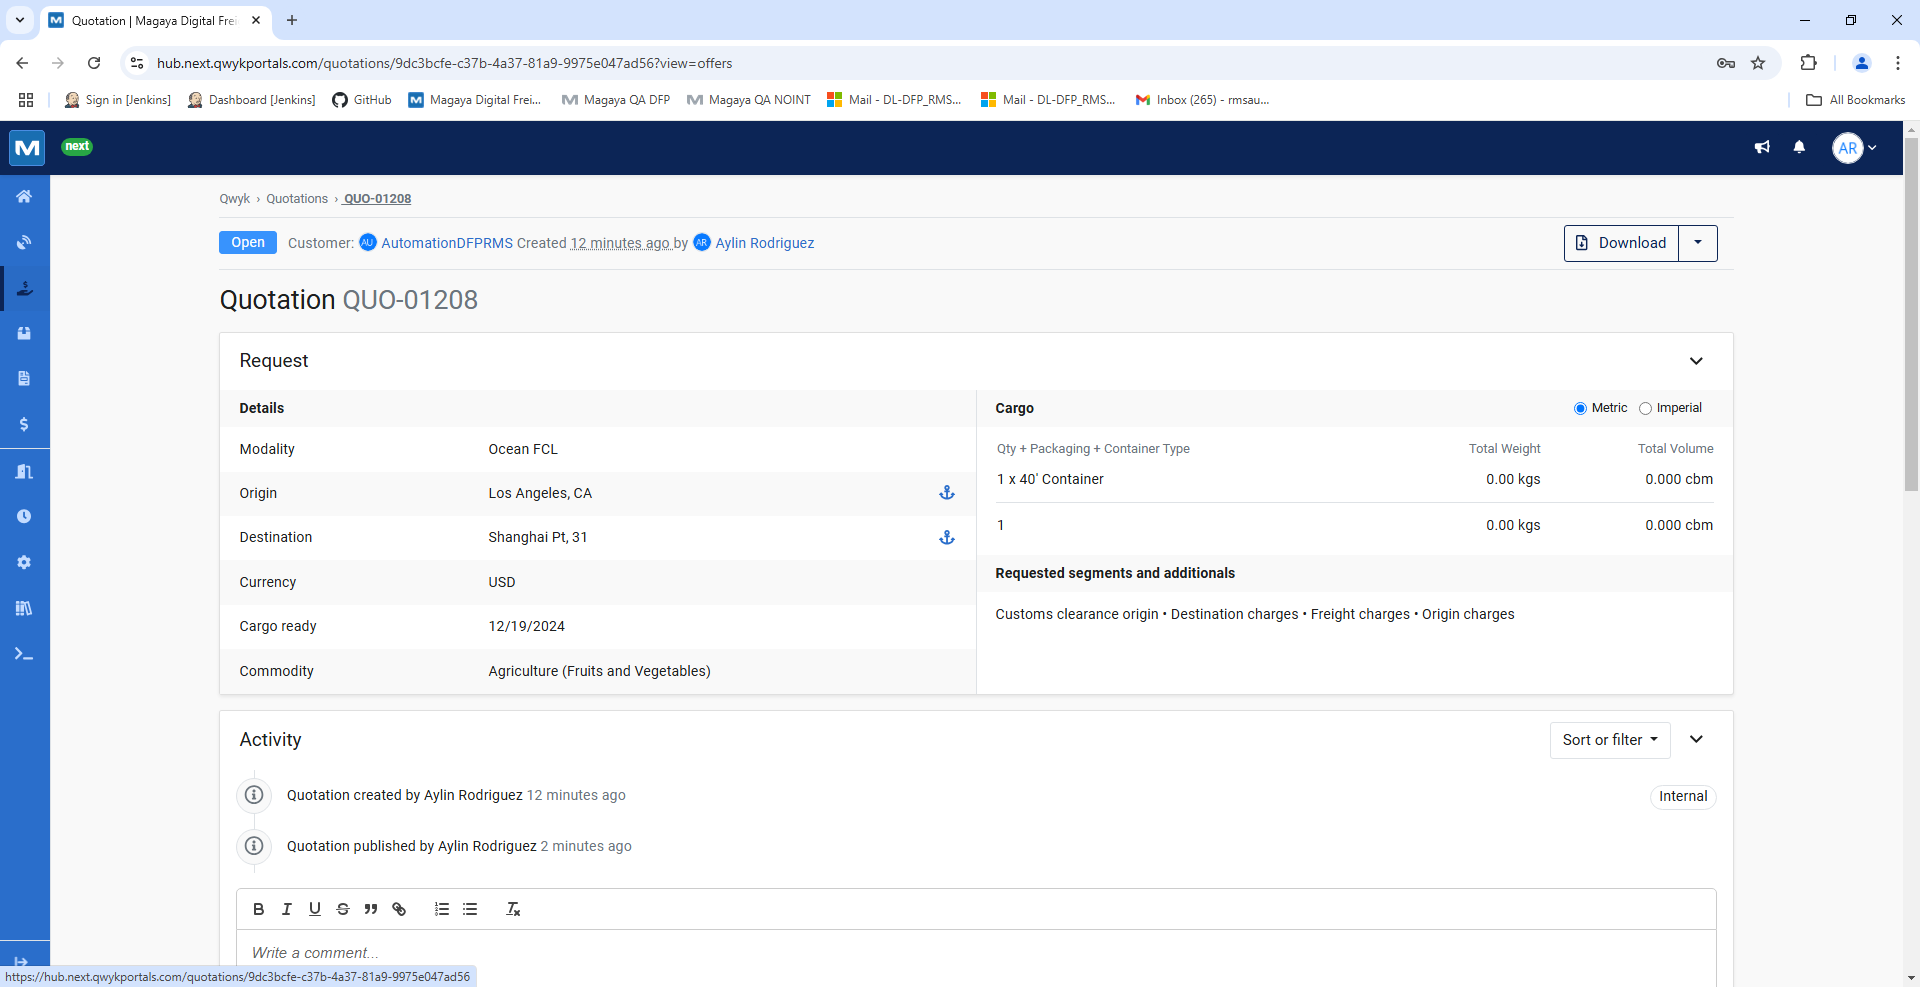 Quotation | Magaya Digital Frei
hub.next.qwykportals.com/quotations/9dc3bcfe-c37b-4a37-81a9-9975e047ad56?view=offers
Sign in [Jenkins]
Dashboard [Jenkins]
GitHub
Magaya Digital Frei...
Magaya QA DFP
Magaya QA NOINT
Mail - DL-DFP_RMS...
Mail - DL-DFP_RMS...
Inbox (265) - rmsau...
All Bookmarks
next
AR
Qwyk › Quotations › QUO-01208
Open Customer: AU AutomationDFPRMS Created 12 minutes ago by AR Aylin Rodriguez
Download
Quotation QUO-01208
Request
Details
Modality Ocean FCL
Origin Los Angeles, CA
Destination Shanghai Pt, 31
Currency USD
Cargo ready 12/19/2024
Commodity Agriculture (Fruits and Vegetables)
Cargo Metric Imperial
Qty + Packaging + Container Type Total Weight Total Volume
1 x 40' Container 0.00 kgs 0.000 cbm
1 0.00 kgs 0.000 cbm
Requested segments and additionals
Customs clearance origin • Destination charges • Freight charges • Origin charges
Activity
Sort or filter
Quotation created by Aylin Rodriguez 12 minutes ago
Internal
Quotation published by Aylin Rodriguez 2 minutes ago
Write a comment...
https://hub.next.qwykportals.com/quotations/9dc3bcfe-c37b-4a37-81a9-9975e047ad56